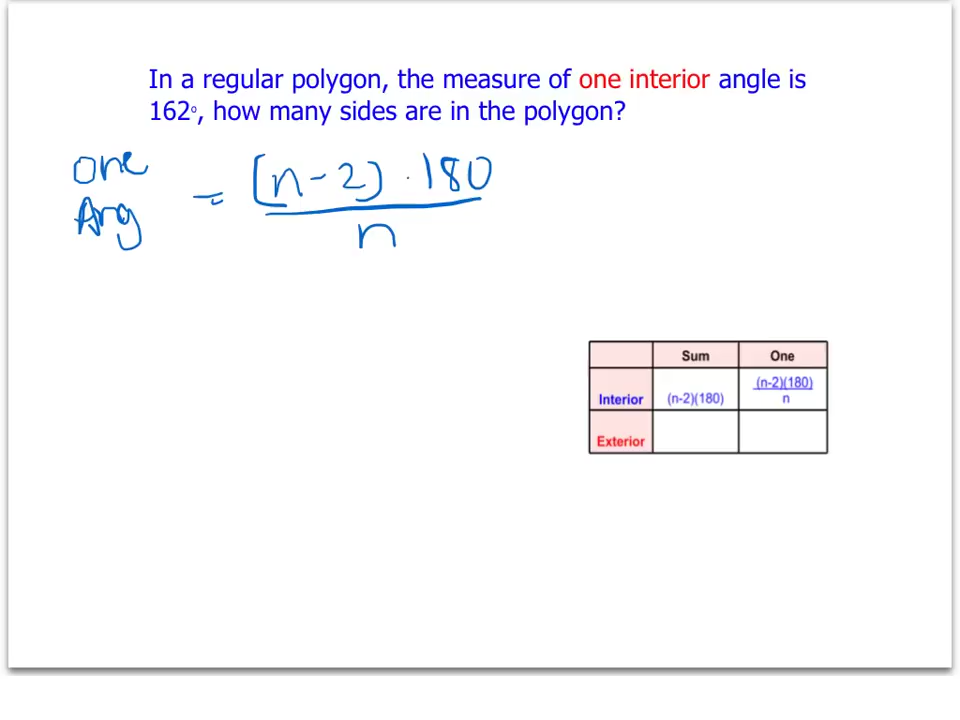 In a regular polygon, the measure of one interior angle is
162°, how many sides are in the polygon?
one
Ang
= (n-2) · 180
n
Sum One
Interior (n-2)(180) (n-2)(180)
n
Exterior